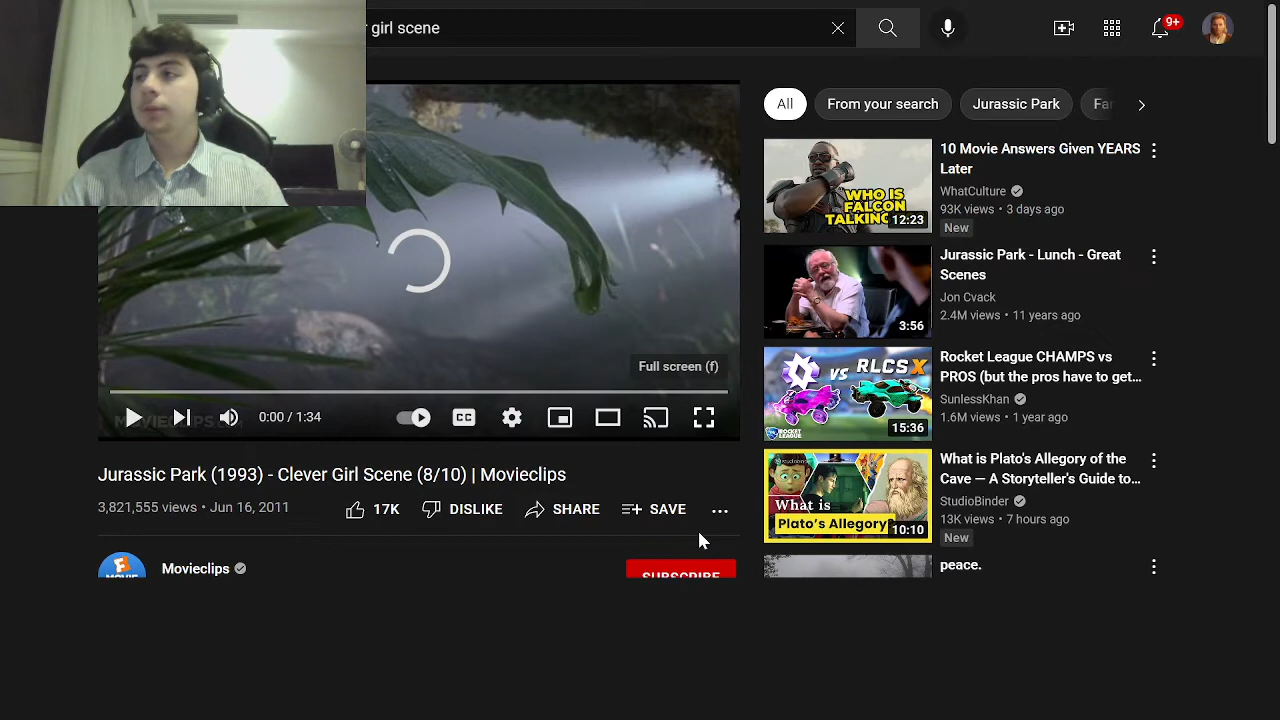 r girl scene
9+
All
From your search
Jurassic Park
Far
10 Movie Answers Given YEARS
Later
WhatCulture
93K views • 3 days ago
New
WHO IS
FALCON
TALKING
12:23
Jurassic Park - Lunch - Great
Scenes
Jon Cvack
2.4M views • 11 years ago
3:56
Rocket League CHAMPS vs
PROS (but the pros have to get...
SunlessKhan
1.6M views • 1 year ago
VS RLCS X
15:36
What is Plato's Allegory of the
Cave — A Storyteller's Guide to...
StudioBinder
13K views • 7 hours ago
New
What is
Plato's Allegory
10:10
peace.
Full screen (f)
0:00 / 1:34
CC
Jurassic Park (1993) - Clever Girl Scene (8/10) | Movieclips
3,821,555 views • Jun 16, 2011
17K
DISLIKE
SHARE
SAVE
Movieclips
SUBSCRIBE